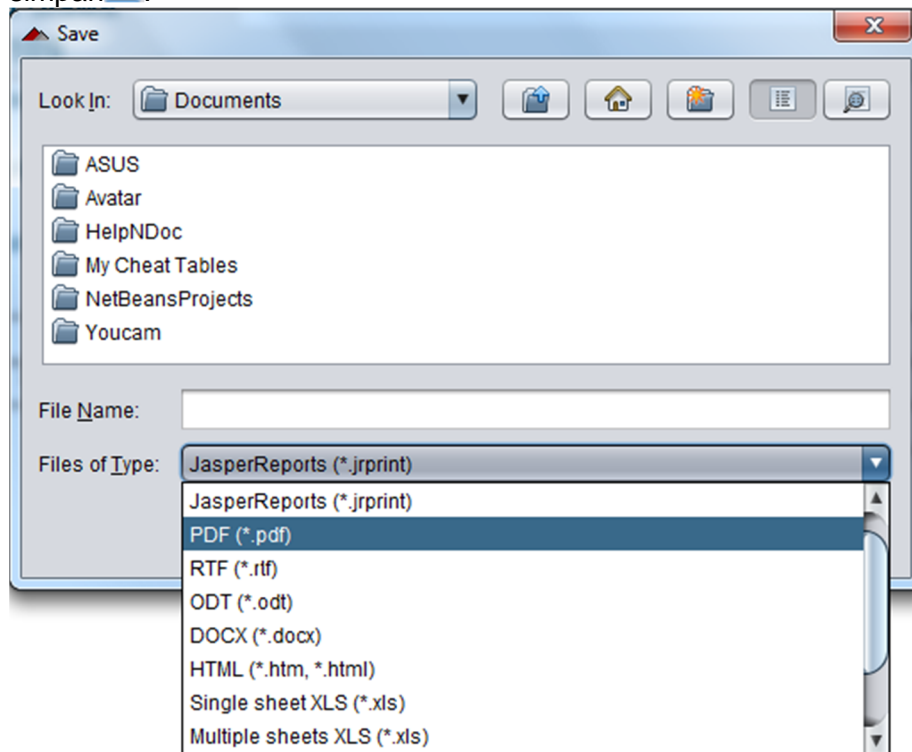 Save
Look In: Documents
ASUS
Avatar
HelpNDoc
My Cheat Tables
NetBeansProjects
Youcam
File Name:
Files of Type: JasperReports (*.jrprint)
JasperReports (*.jrprint)
PDF (*.pdf)
RTF (*.rtf)
ODT (*.odt)
DOCX (*.docx)
HTML (*.htm, *.html)
Single sheet XLS (*.xls)
Multiple sheets XLS (*.xls)